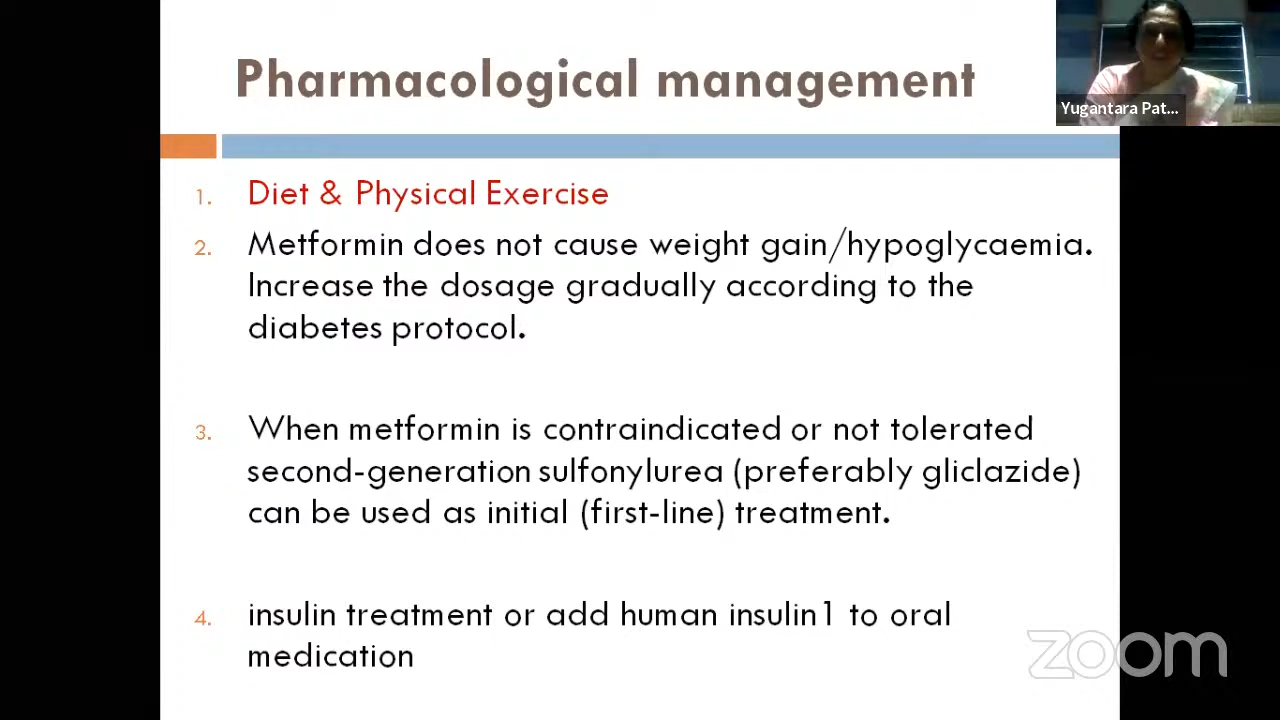 Pharmacological management
Yugantara Pat...
1. Diet & Physical Exercise
2. Metformin does not cause weight gain/hypoglycaemia.
Increase the dosage gradually according to the
diabetes protocol.
3. When metformin is contraindicated or not tolerated
second-generation sulfonylurea (preferably gliclazide)
can be used as initial (first-line) treatment.
4. insulin treatment or add human insulin1 to oral
medication
zoom